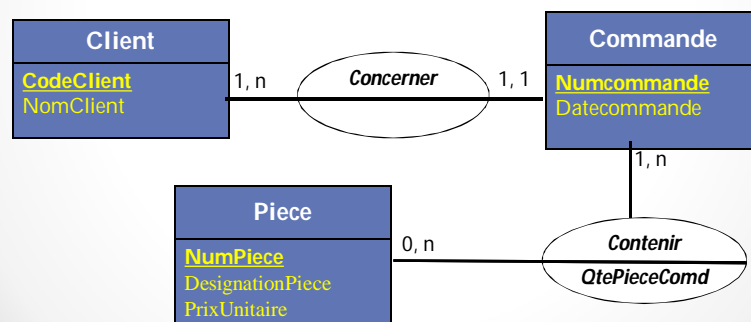 Client
CodeClient
NomClient
1, n
Concerner
1, 1
Commande
Numcommande
Datecommande
1, n
Piece
NumPiece
DesignationPiece
PrixUnitaire
0, n
Contenir
QtePieceComd